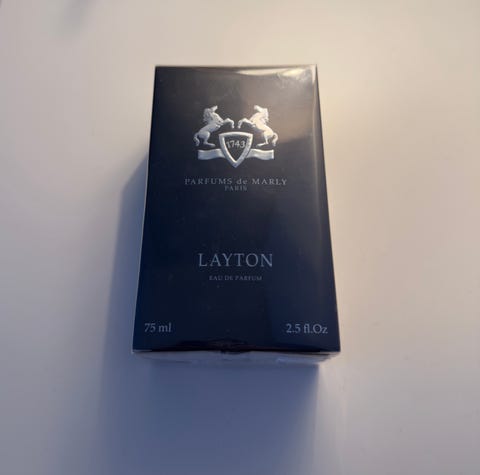 1743
PARFUMS de MARLY
PARIS
LAYTON
EAU DE PARFUM
75 ml 2.5 fl.Oz